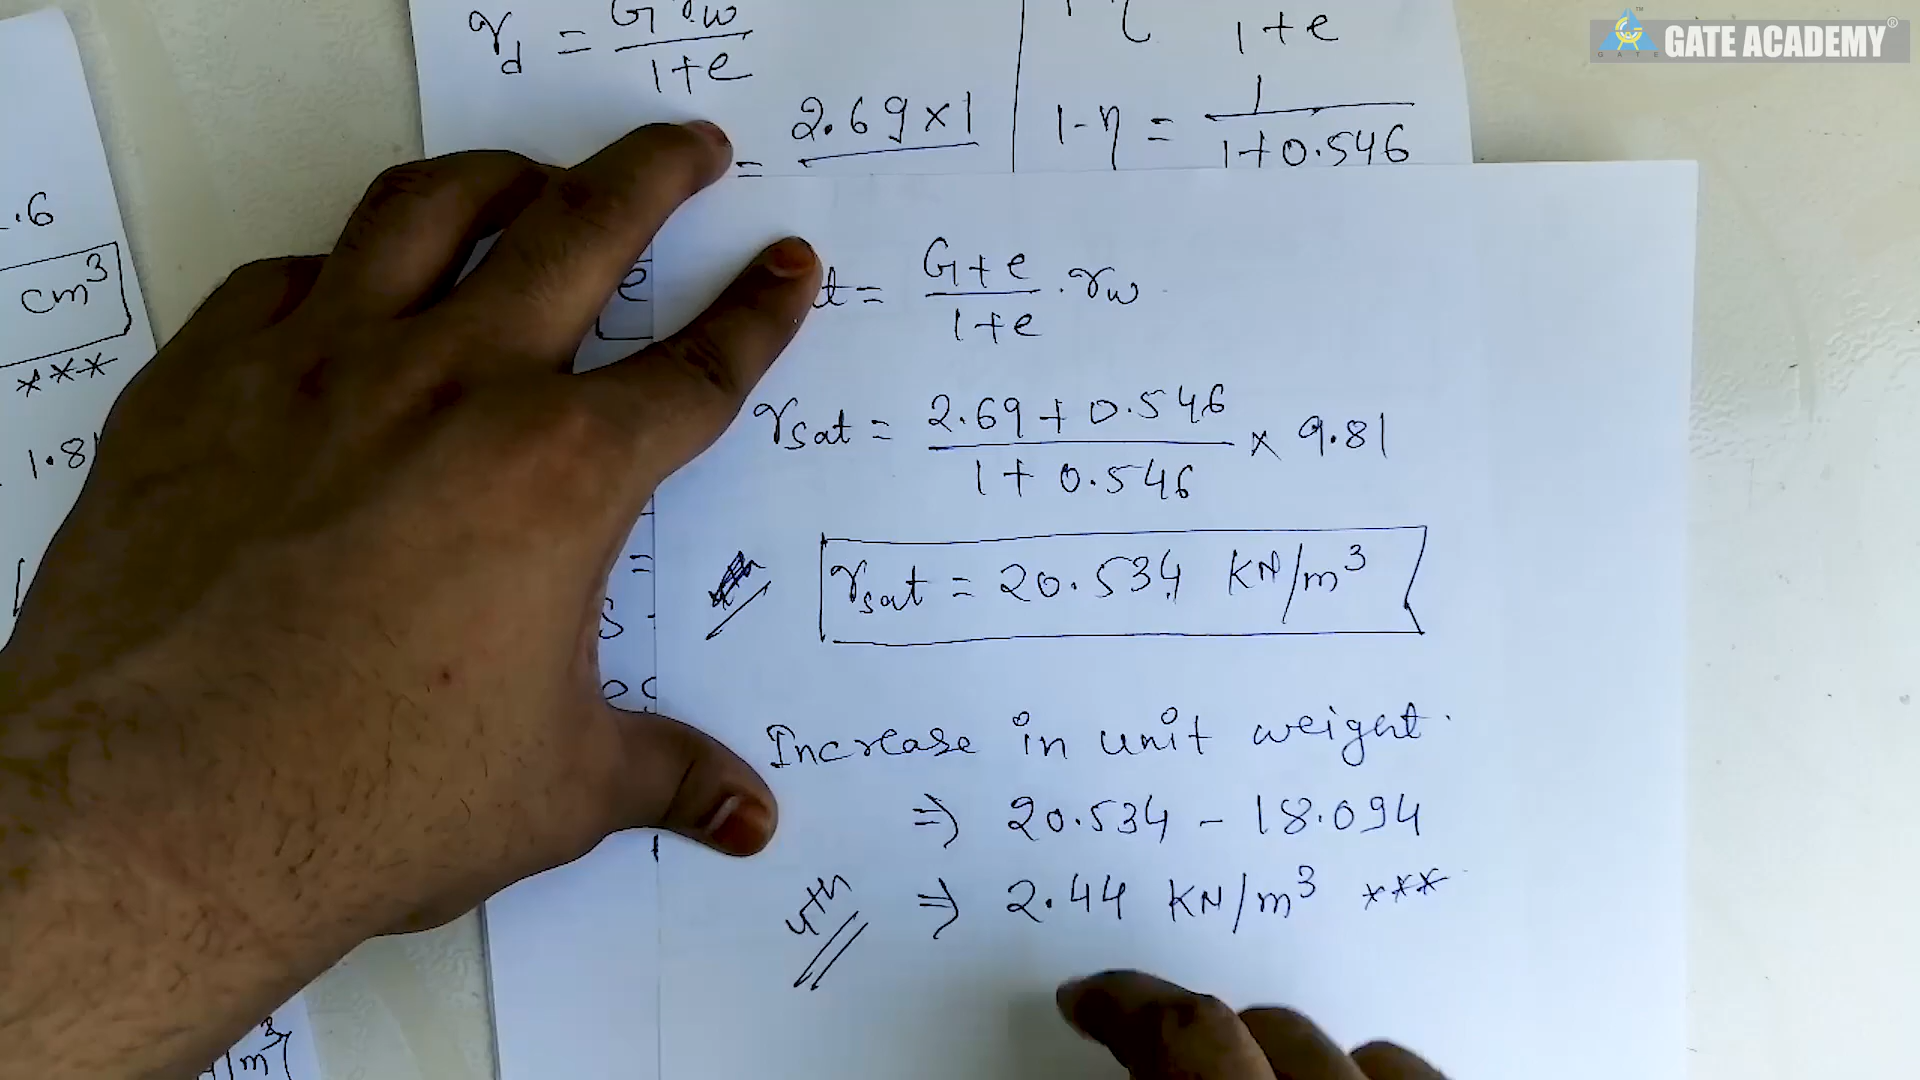 GATE ACADEMY
γd = G·γw / 1+e
= 2.69×1
1+e
1-η = 1 / 1+0.546
.6
cm³
***
1.81
t = G+e / 1+e · γw
γsat = 2.69+0.546 / 1+0.546 × 9.81
γsat = 20.534 KN/m³
Increase in unit weight.
⇒ 20.534 - 18.094
4th ⇒ 2.44 KN/m³ ***
m³